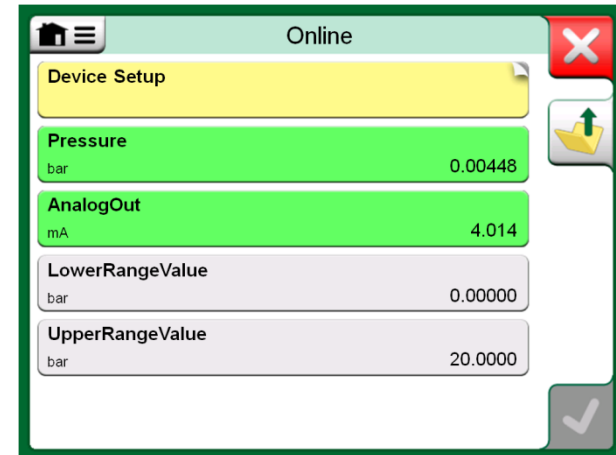 Online
Device Setup
Pressure
bar 0.00448
AnalogOut
mA 4.014
LowerRangeValue
bar 0.00000
UpperRangeValue
bar 20.0000